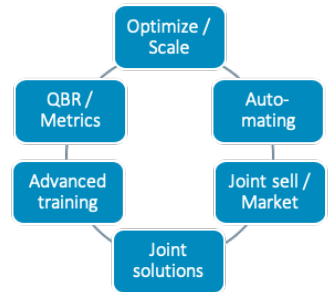 Optimize /
Scale
Auto-
mating
Joint sell /
Market
Joint
solutions
Advanced
training
QBR /
Metrics